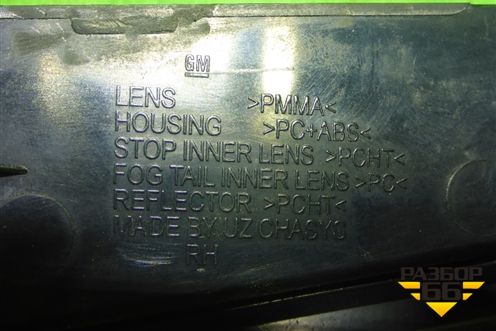 GM
LENS >PMMA<
HOUSING >PC+ABS<
STOP INNER LENS >PCHT<
FOG TAIL INNER LENS >PC<
REFLECTOR >PCHT<
MADE BY UZ CHASYO
RH
РАЗБОР
66